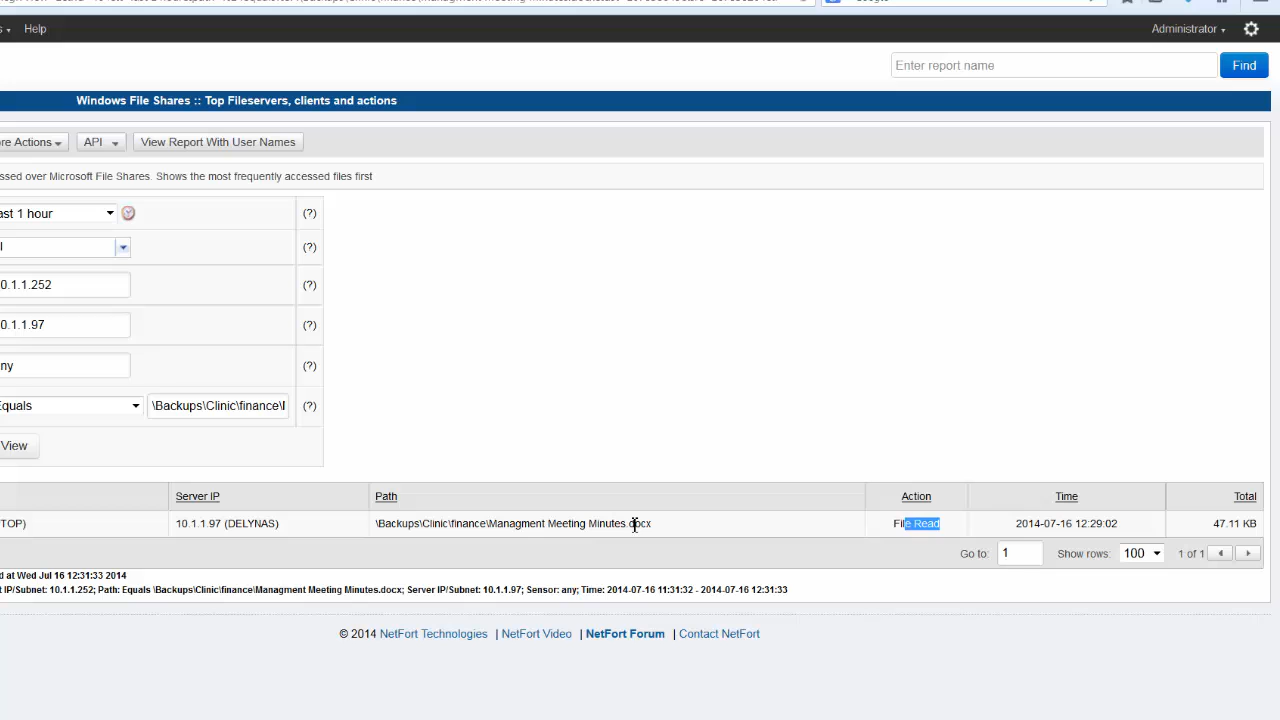 Help
Administrator
Enter report name
Find
Windows File Shares :: Top Fileservers, clients and actions
re Actions
API
View Report With User Names
ssed over Microsoft File Shares. Shows the most frequently accessed files first
ast 1 hour
(?)
l
(?)
0.1.1.252
(?)
0.1.1.97
(?)
ny
(?)
Equals
\Backups\Clinic\finance\
(?)
View
Server IP
Path
Action
Time
Total
TOP)
10.1.1.97 (DELYNAS)
\Backups\Clinic\finance\Managment Meeting Minutes.docx
File Read
2014-07-16 12:29:02
47.11 KB
Go to:
1
Show rows:
100
1 of 1
d at Wed Jul 16 12:31:33 2014
t IP/Subnet: 10.1.1.252; Path: Equals \Backups\Clinic\finance\Managment Meeting Minutes.docx; Server IP/Subnet: 10.1.1.97; Sensor: any; Time: 2014-07-16 11:31:32 - 2014-07-16 12:31:33
© 2014 NetFort Technologies | NetFort Video | NetFort Forum | Contact NetFort